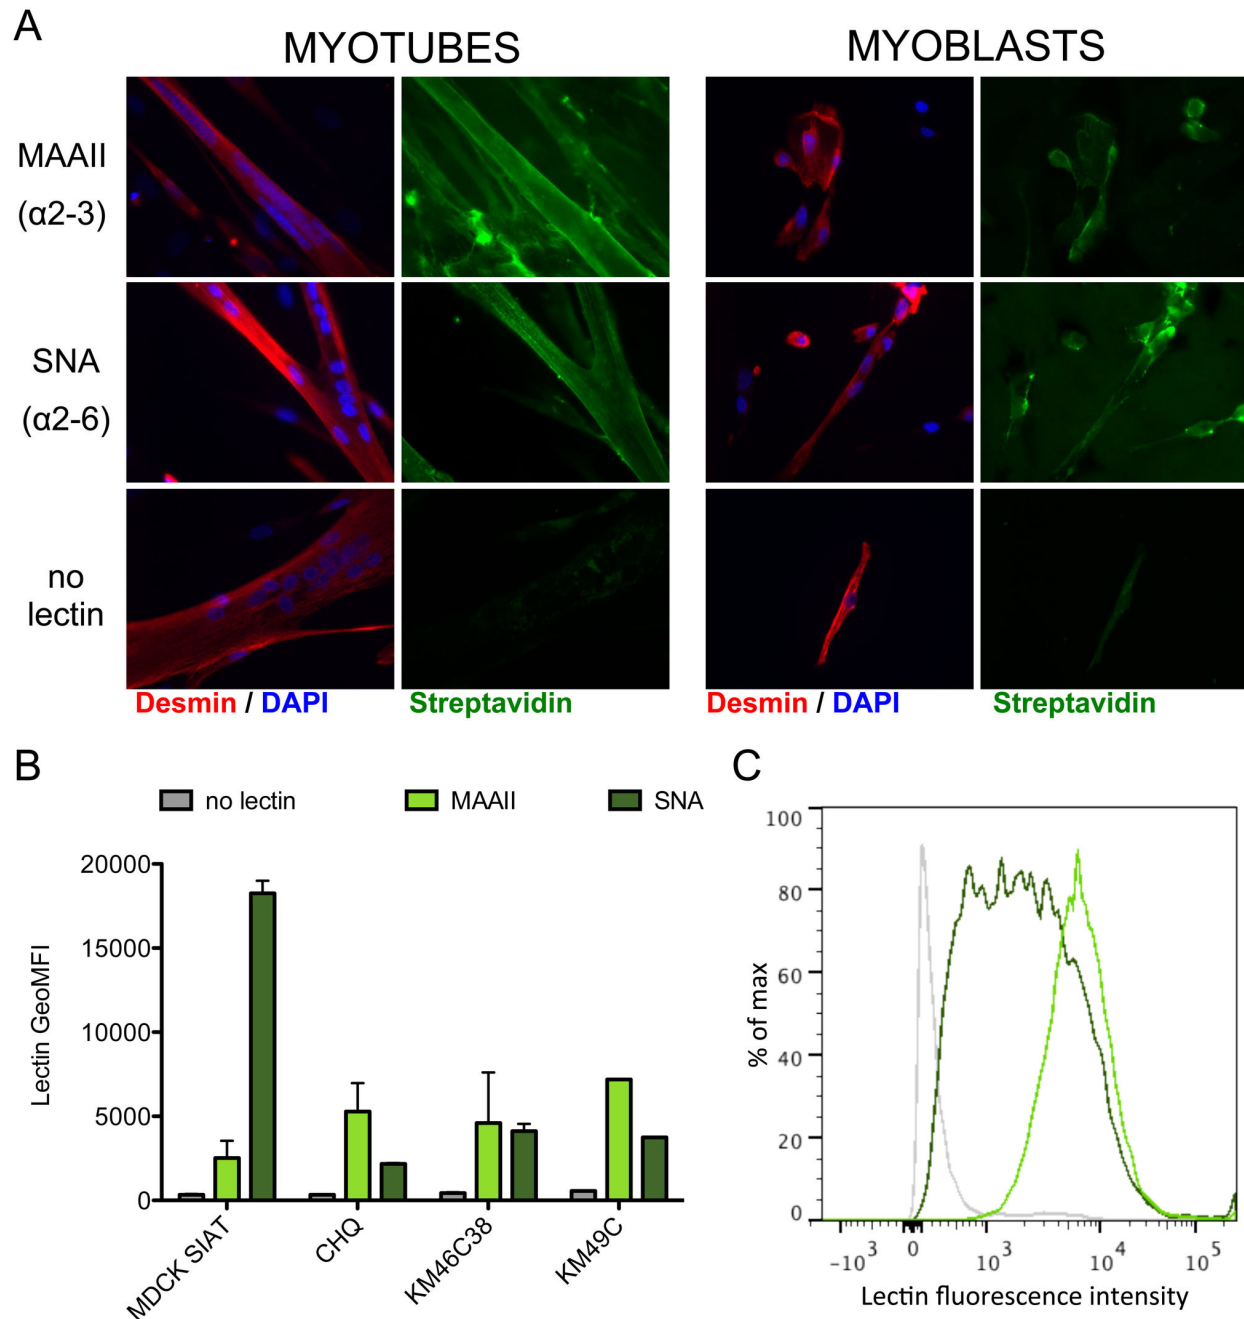 A
MYOTUBES
MYOBLASTS
MAAII
(α2-3)
SNA
(α2-6)
no
lectin
Desmin / DAPI
Streptavidin
Desmin / DAPI
Streptavidin
B
no lectin
MAAII
SNA
Lectin GeoMFI
20000
15000
10000
5000
0
MDCK SIAT
CHQ
KM46C38
KM49C
C
% of max
100
80
60
40
20
0
-10³
0
10³
10⁴
10⁵
Lectin fluorescence intensity